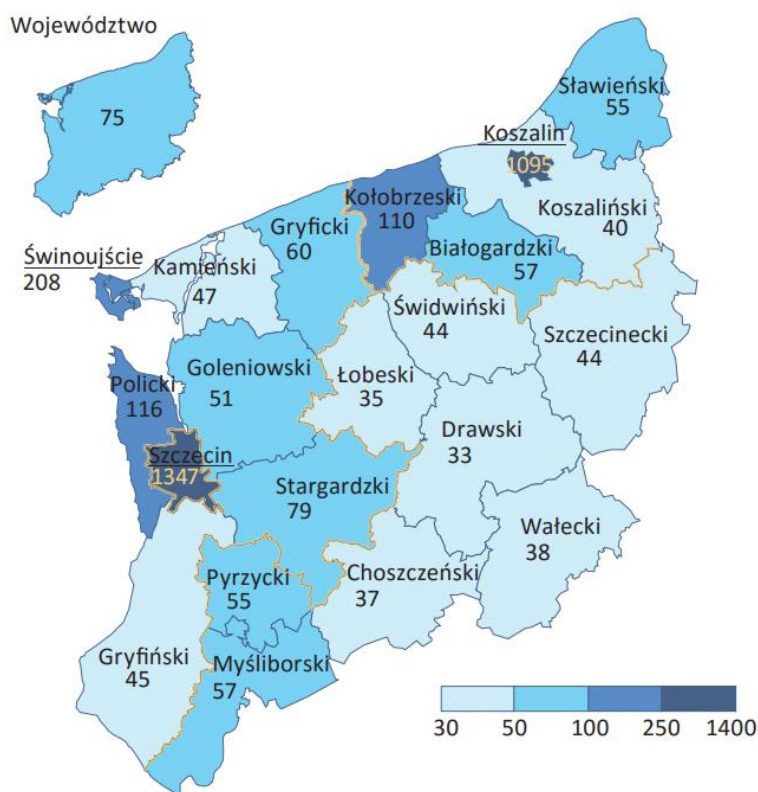 Województwo
75
Sławieński
55
Koszalin
1095
Kołobrzeski
110
Koszaliński
40
Gryficki
60
Białogardzki
57
Świnoujście
208
Kamieński
47
Świdwiński
44
Szczecinecki
44
Goleniowski
51
Łobeski
35
Policki
116
Drawski
33
Szczecin
1347
Stargardzki
79
Wałecki
38
Choszczeński
37
Pyrzycki
55
Gryfiński
45
Myśliborski
57
30 50 100 250 1400